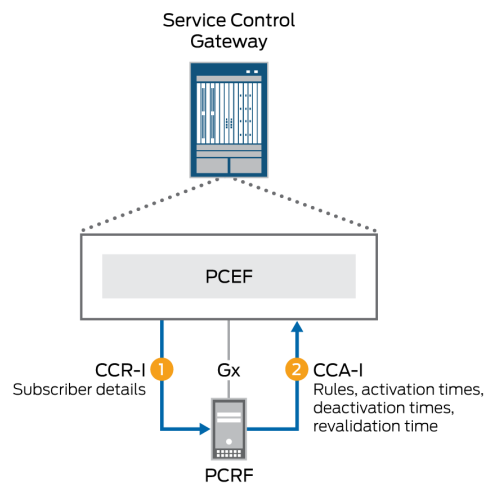 Service Control
Gateway
PCEF
CCR-I 1
Subscriber details
Gx
2 CCA-I
Rules, activation times,
deactivation times,
revalidation time
PCRF